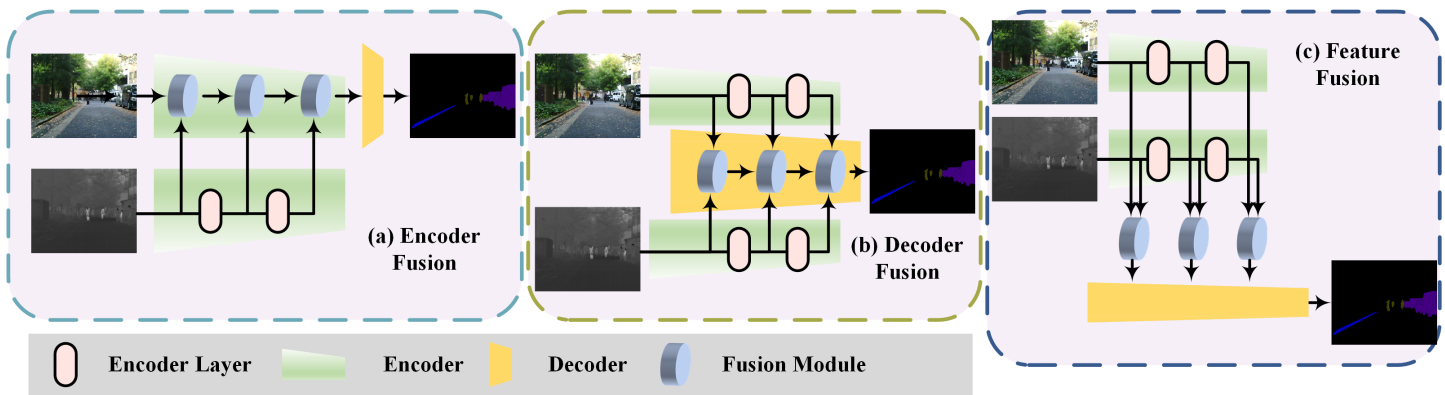 (a) Encoder
Fusion
(b) Decoder
Fusion
(c) Feature
Fusion
Encoder Layer
Encoder
Decoder
Fusion Module